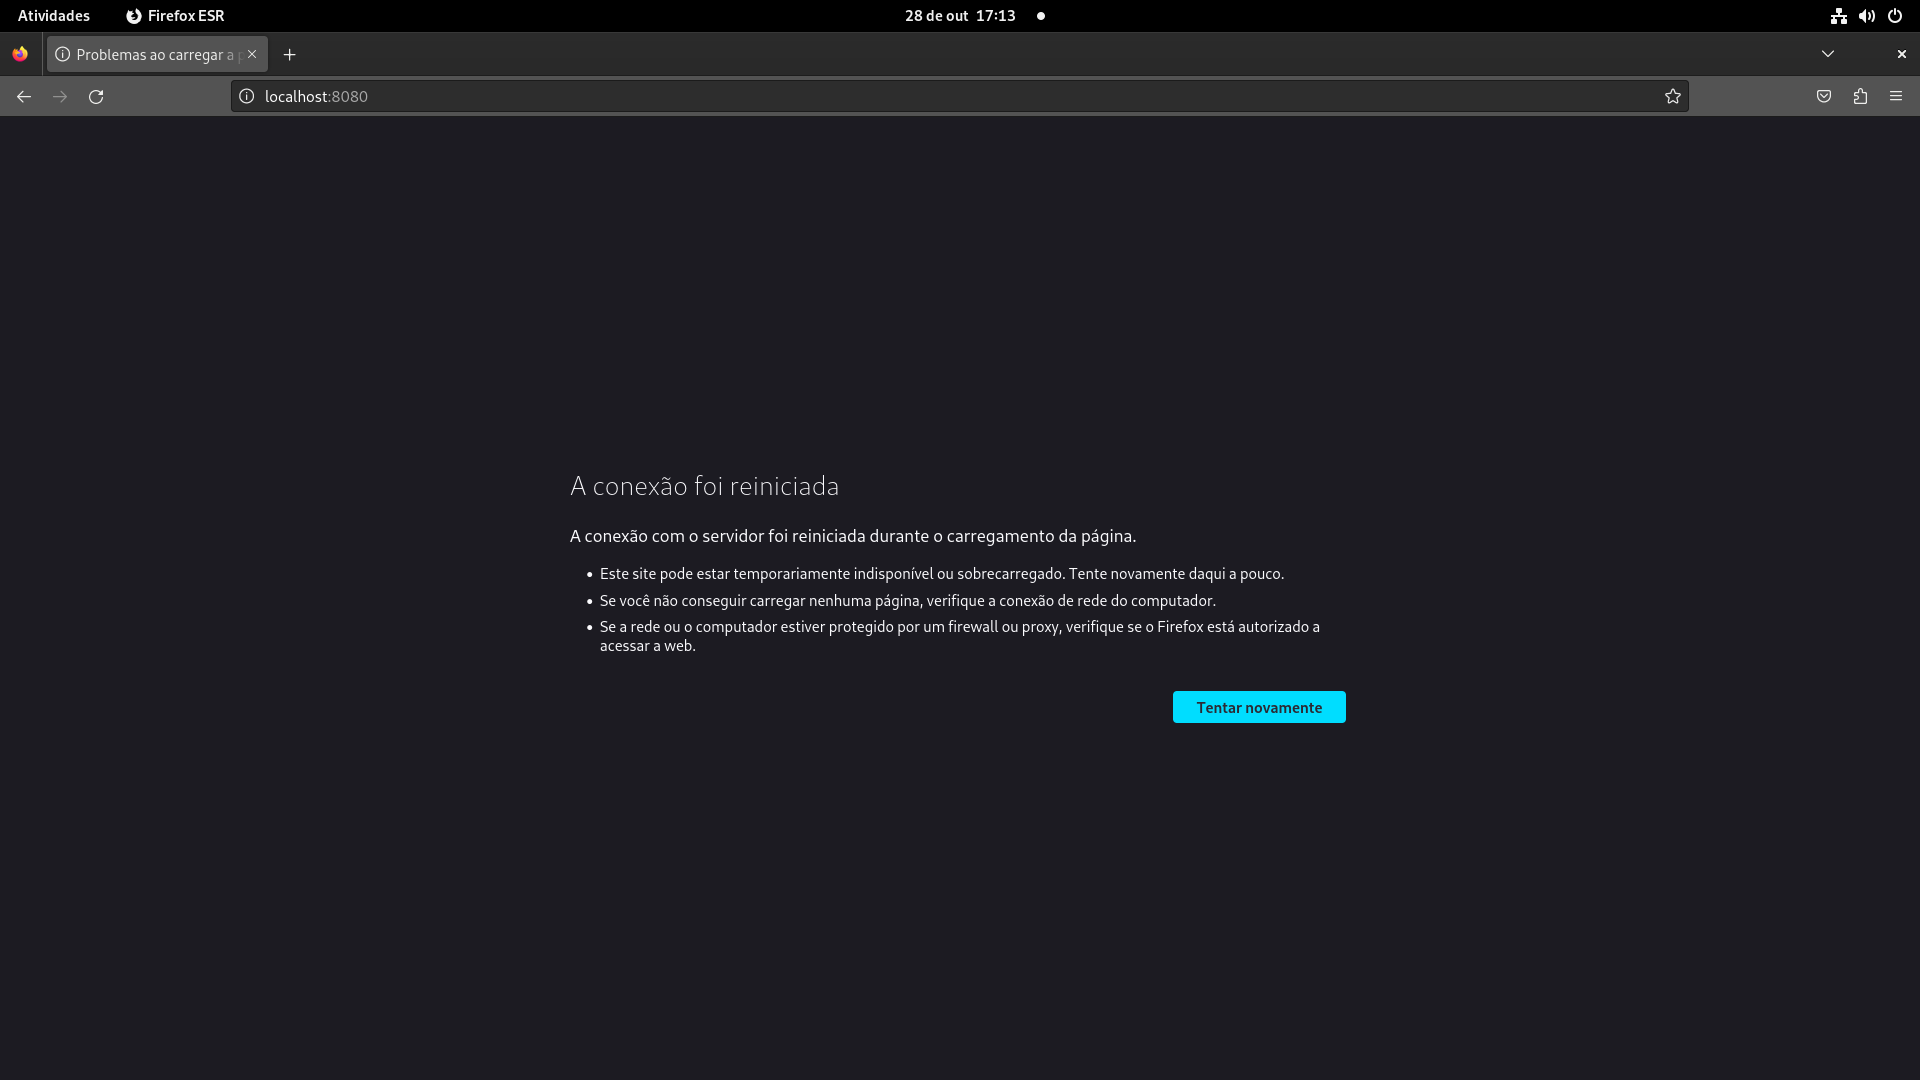 Atividades Firefox ESR 28 de out 17:13
Problemas ao carregar a
localhost:8080
A conexão foi reiniciada
A conexão com o servidor foi reiniciada durante o carregamento da página.
Este site pode estar temporariamente indisponível ou sobrecarregado. Tente novamente daqui a pouco.
Se você não conseguir carregar nenhuma página, verifique a conexão de rede do computador.
Se a rede ou o computador estiver protegido por um firewall ou proxy, verifique se o Firefox está autorizado a
acessar a web.
Tentar novamente